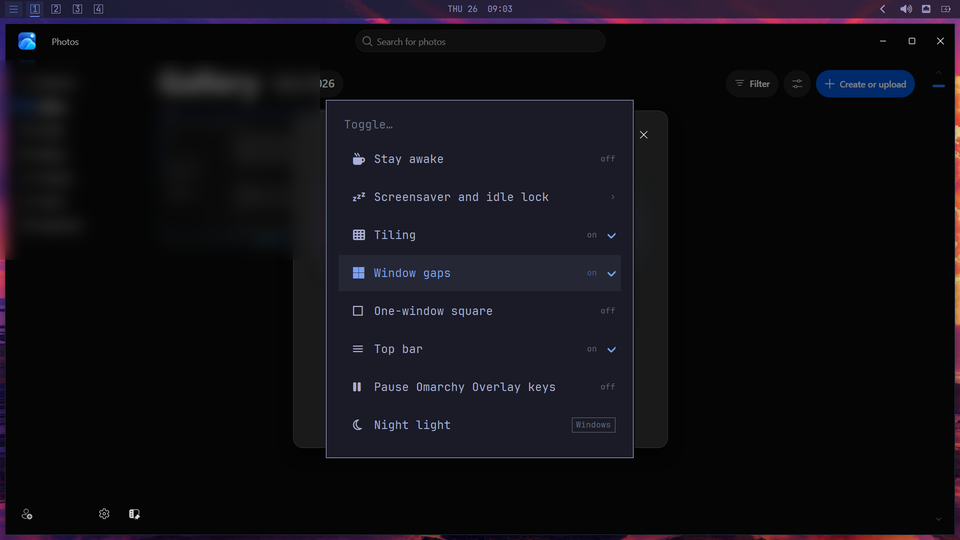 1 2 3 4
THU 26 09:03
Photos
Search for photos
Gallery
026
Filter
Create or upload
Toggle…
Stay awake off
Screensaver and idle lock
Tiling on
Window gaps on
One-window square off
Top bar on
Pause Omarchy Overlay keys off
Night light Windows